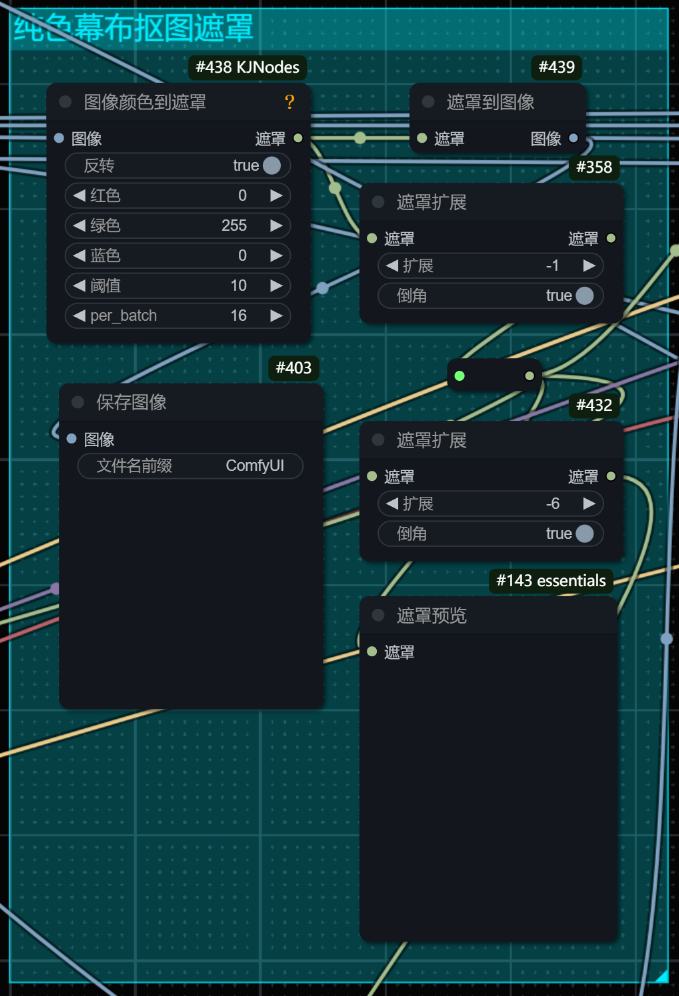 纯色幕布抠图遮罩
#438 KJNodes
图像颜色到遮罩 ?
图像 遮罩
反转 true
红色 0
绿色 255
蓝色 0
阈值 10
per_batch 16
#439
遮罩到图像
遮罩 图像
#358
遮罩扩展
遮罩 遮罩
扩展 -1
倒角 true
#403
保存图像
图像
文件名前缀 ComfyUI
#432
遮罩扩展
遮罩 遮罩
扩展 -6
倒角 true
#143 essentials
遮罩预览
遮罩